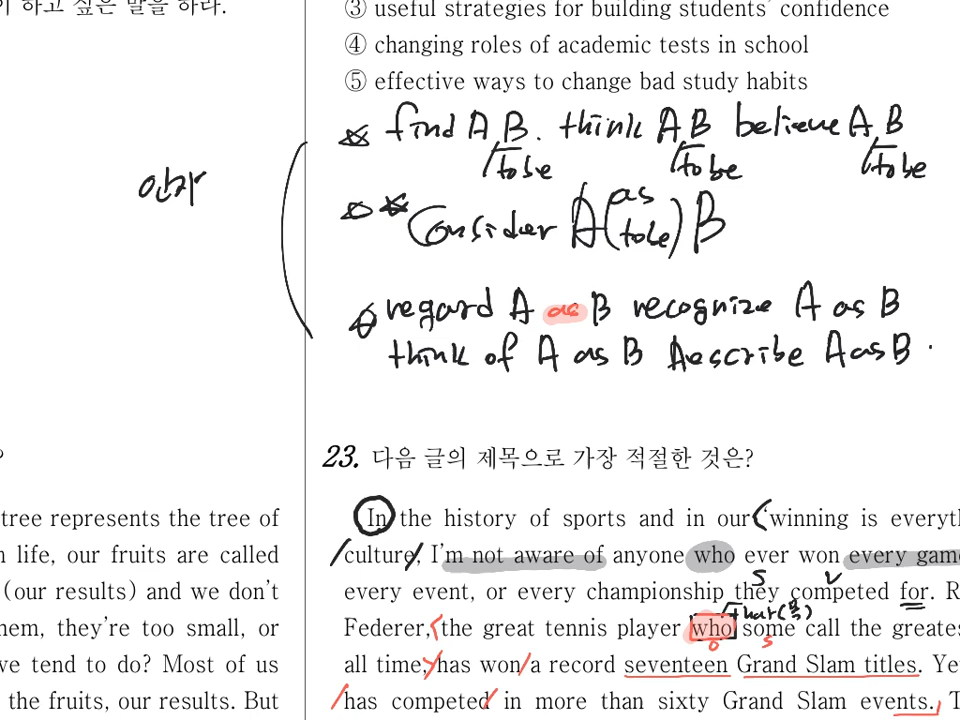 하고 싶은 말을 하라.
tree represents the tree of
life, our fruits are called
(our results) and we don't
them, they're too small, or
we tend to do? Most of us
the fruits, our results. But
③ useful strategies for building students' confidence
④ changing roles of academic tests in school
⑤ effective ways to change bad study habits
find A B. think A B believe A B
to be to be to be
Consider A (as to be) B
regard A as B recognize A as B
think of A as B describe A as B.
23. 다음 글의 제목으로 가장 적절한 것은?
In the history of sports and in our 'winning is
culture, I'm not aware of anyone who ever won every
every event, or every championship they competed for.
S V
that
Federer, the great tennis player who some call the
O S
all time, has won a record seventeen Grand Slam titles.
has competed in more than sixty Grand Slam events.